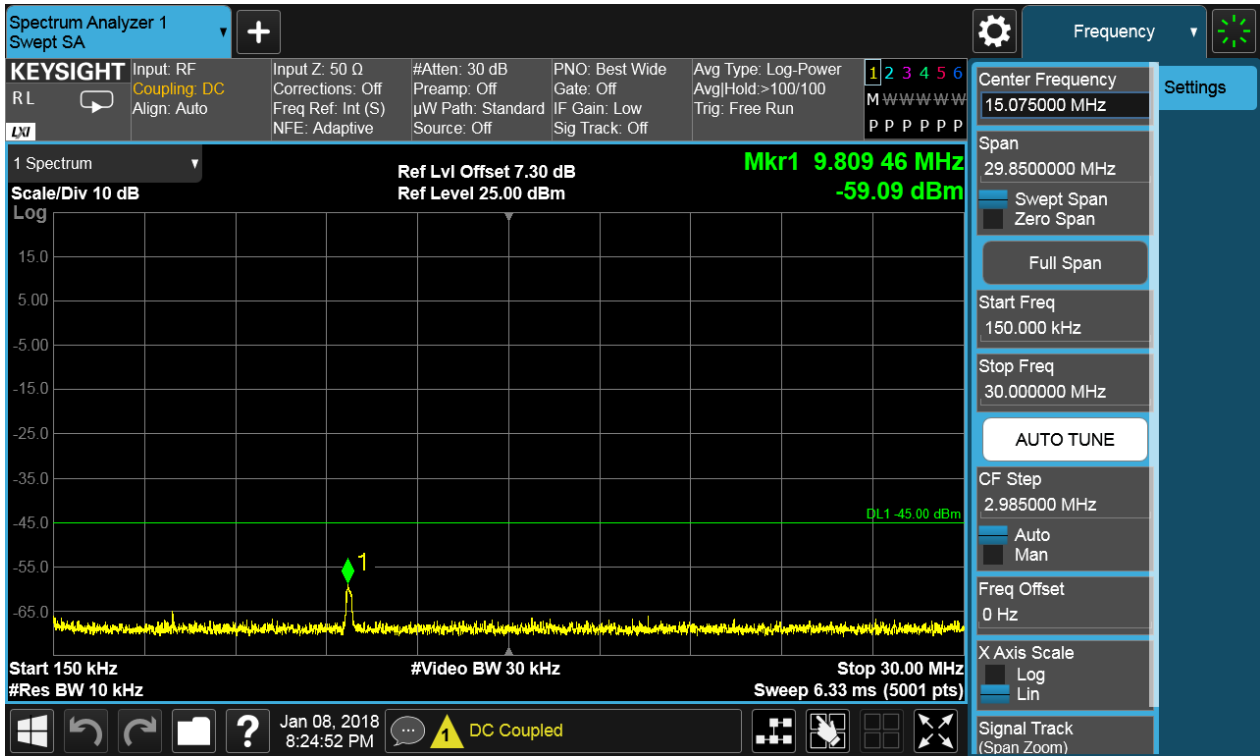 Spectrum Analyzer 1
Swept SA
+
Frequency
KEYSIGHT
RL
LXI
Input: RF
Coupling: DC
Align: Auto
Input Z: 50 Ω
Corrections: Off
Freq Ref: Int (S)
NFE: Adaptive
#Atten: 30 dB
Preamp: Off
µW Path: Standard
Source: Off
PNO: Best Wide
Gate: Off
IF Gain: Low
Sig Track: Off
Avg Type: Log-Power
Avg|Hold:>100/100
Trig: Free Run
1 2 3 4 5 6
M W W W W W
P P P P P P
1 Spectrum
Scale/Div 10 dB
Log
Ref Lvl Offset 7.30 dB
Ref Level 25.00 dBm
Mkr1 9.809 46 MHz
-59.09 dBm
15.0
5.00
-5.00
-15.0
-25.0
-35.0
-45.0
-55.0
-65.0
DL1 -45.00 dBm
1
Start 150 kHz
#Res BW 10 kHz
#Video BW 30 kHz
Stop 30.00 MHz
Sweep 6.33 ms (5001 pts)
Center Frequency
15.075000 MHz
Span
29.8500000 MHz
Swept Span
Zero Span
Full Span
Start Freq
150.000 kHz
Stop Freq
30.000000 MHz
AUTO TUNE
CF Step
2.985000 MHz
Auto
Man
Freq Offset
0 Hz
X Axis Scale
Log
Lin
Signal Track
(Span Zoom)
Settings
?
Jan 08, 2018
8:24:52 PM
1
DC Coupled